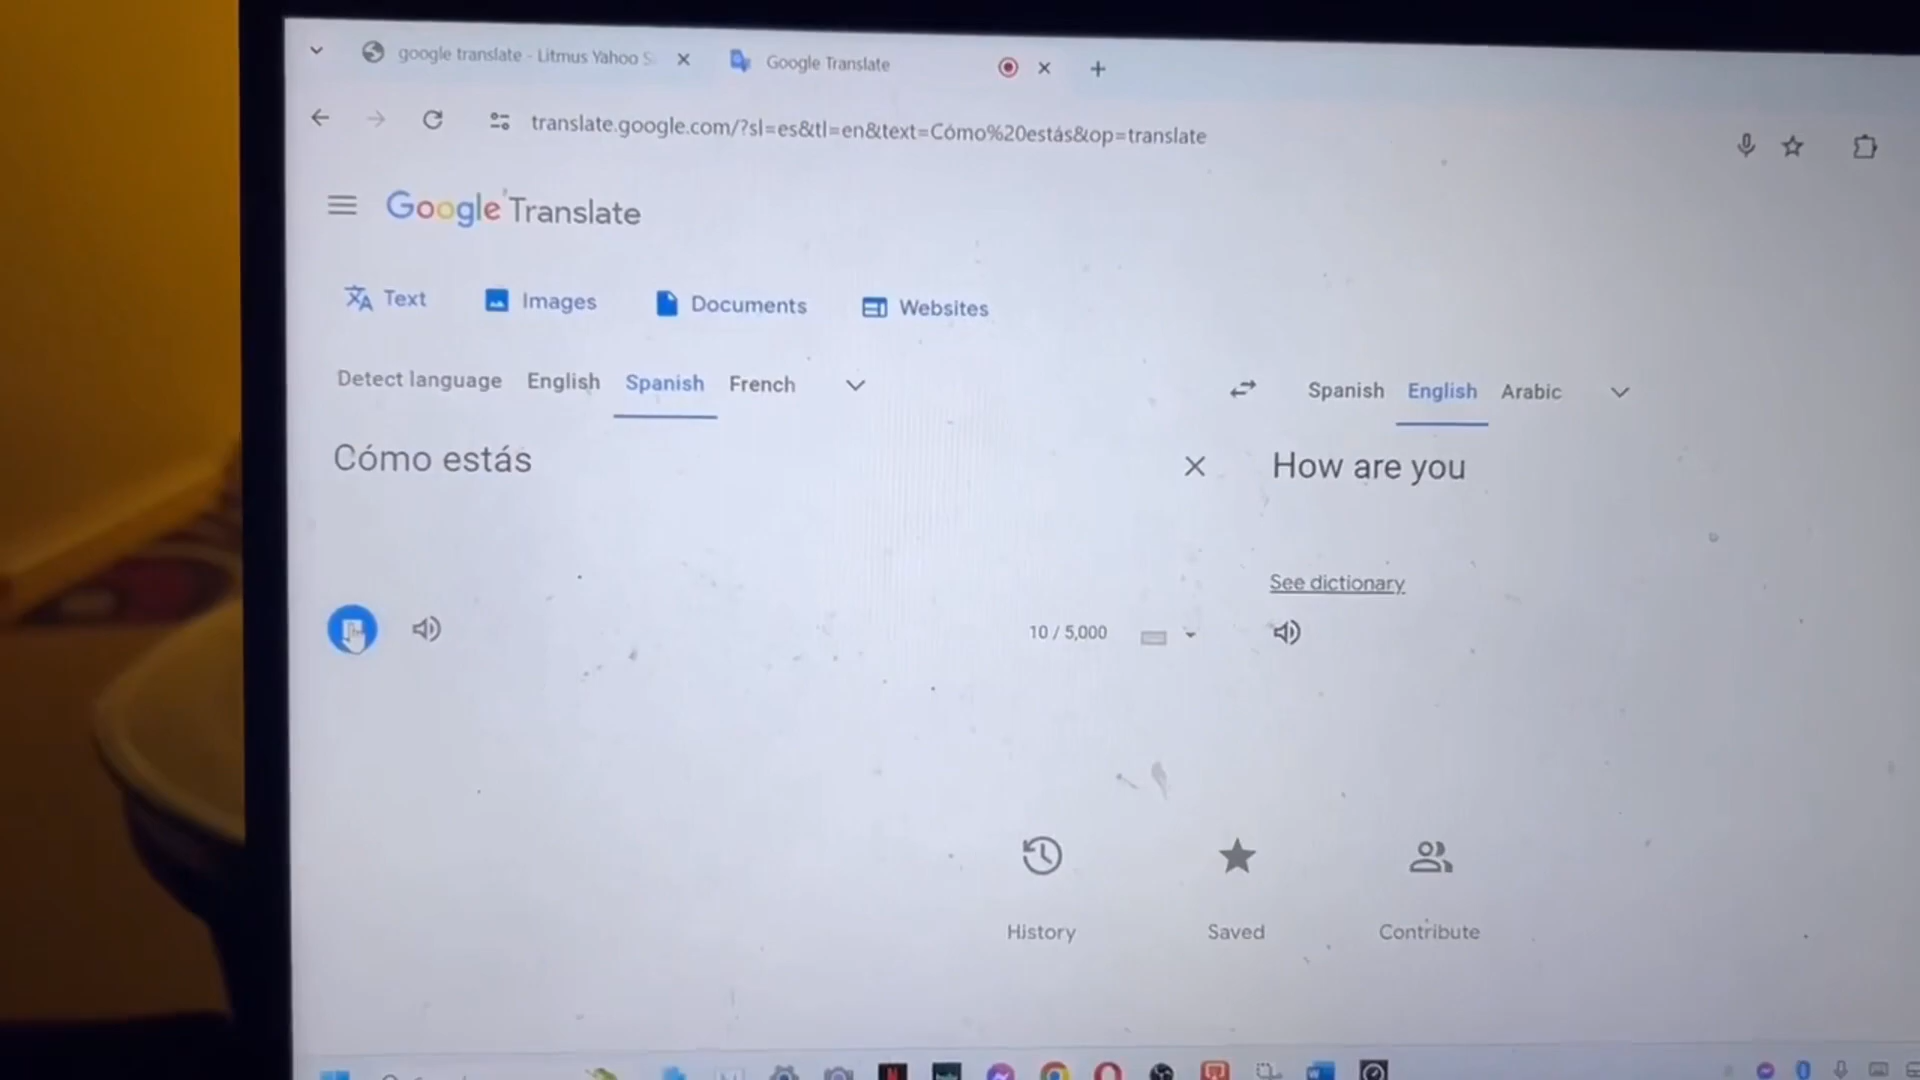 google translate - Litmus Yahoo S
Google Translate
translate.google.com/?sl=es&tl=en&text=Cómo%20estás&op=translate
Google Translate
Text Images Documents Websites
Detect language English Spanish French
Spanish English Arabic
Cómo estás
How are you
See dictionary
10 / 5,000
History Saved Contribute